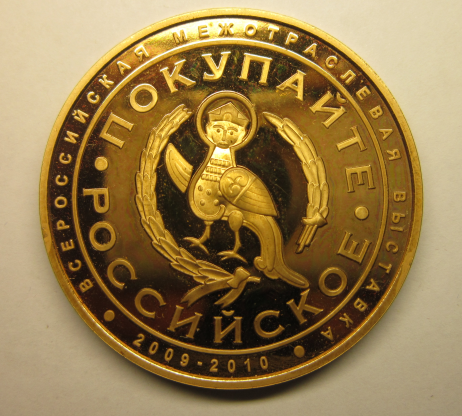 ВСЕРОССИЙСКАЯ МЕЖОТРАСЛЕВАЯ ВЫСТАВКА
ПОКУПАЙТЕ
РОССИЙСКОЕ
2009-2010